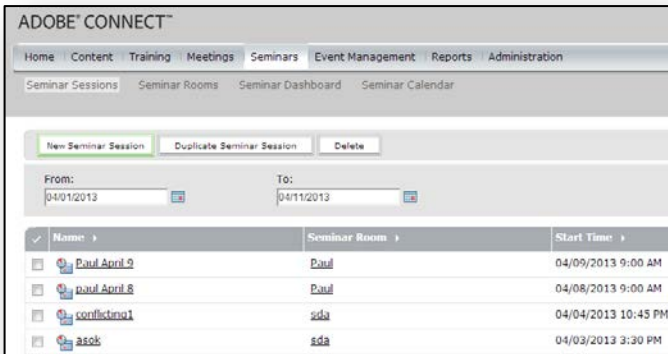 ADOBE® CONNECT™
Home Content Training Meetings Seminars Event Management Reports Administration
Seminar Sessions Seminar Rooms Seminar Dashboard Seminar Calendar
New Seminar Session Duplicate Seminar Session Delete
From: To:
04/01/2013 04/11/2013
Name Seminar Room Start Time
Paul April 9 Paul 04/09/2013 9:00 AM
paul April 8 Paul 04/08/2013 9:00 AM
conflicting1 sda 04/04/2013 10:45 PM
asok sda 04/03/2013 3:30 PM